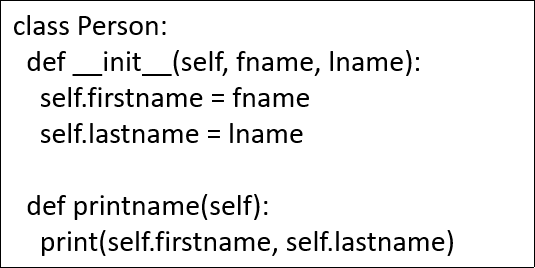 class Person:
  def __init__(self, fname, lname):
    self.firstname = fname
    self.lastname = lname

  def printname(self):
    print(self.firstname, self.lastname)